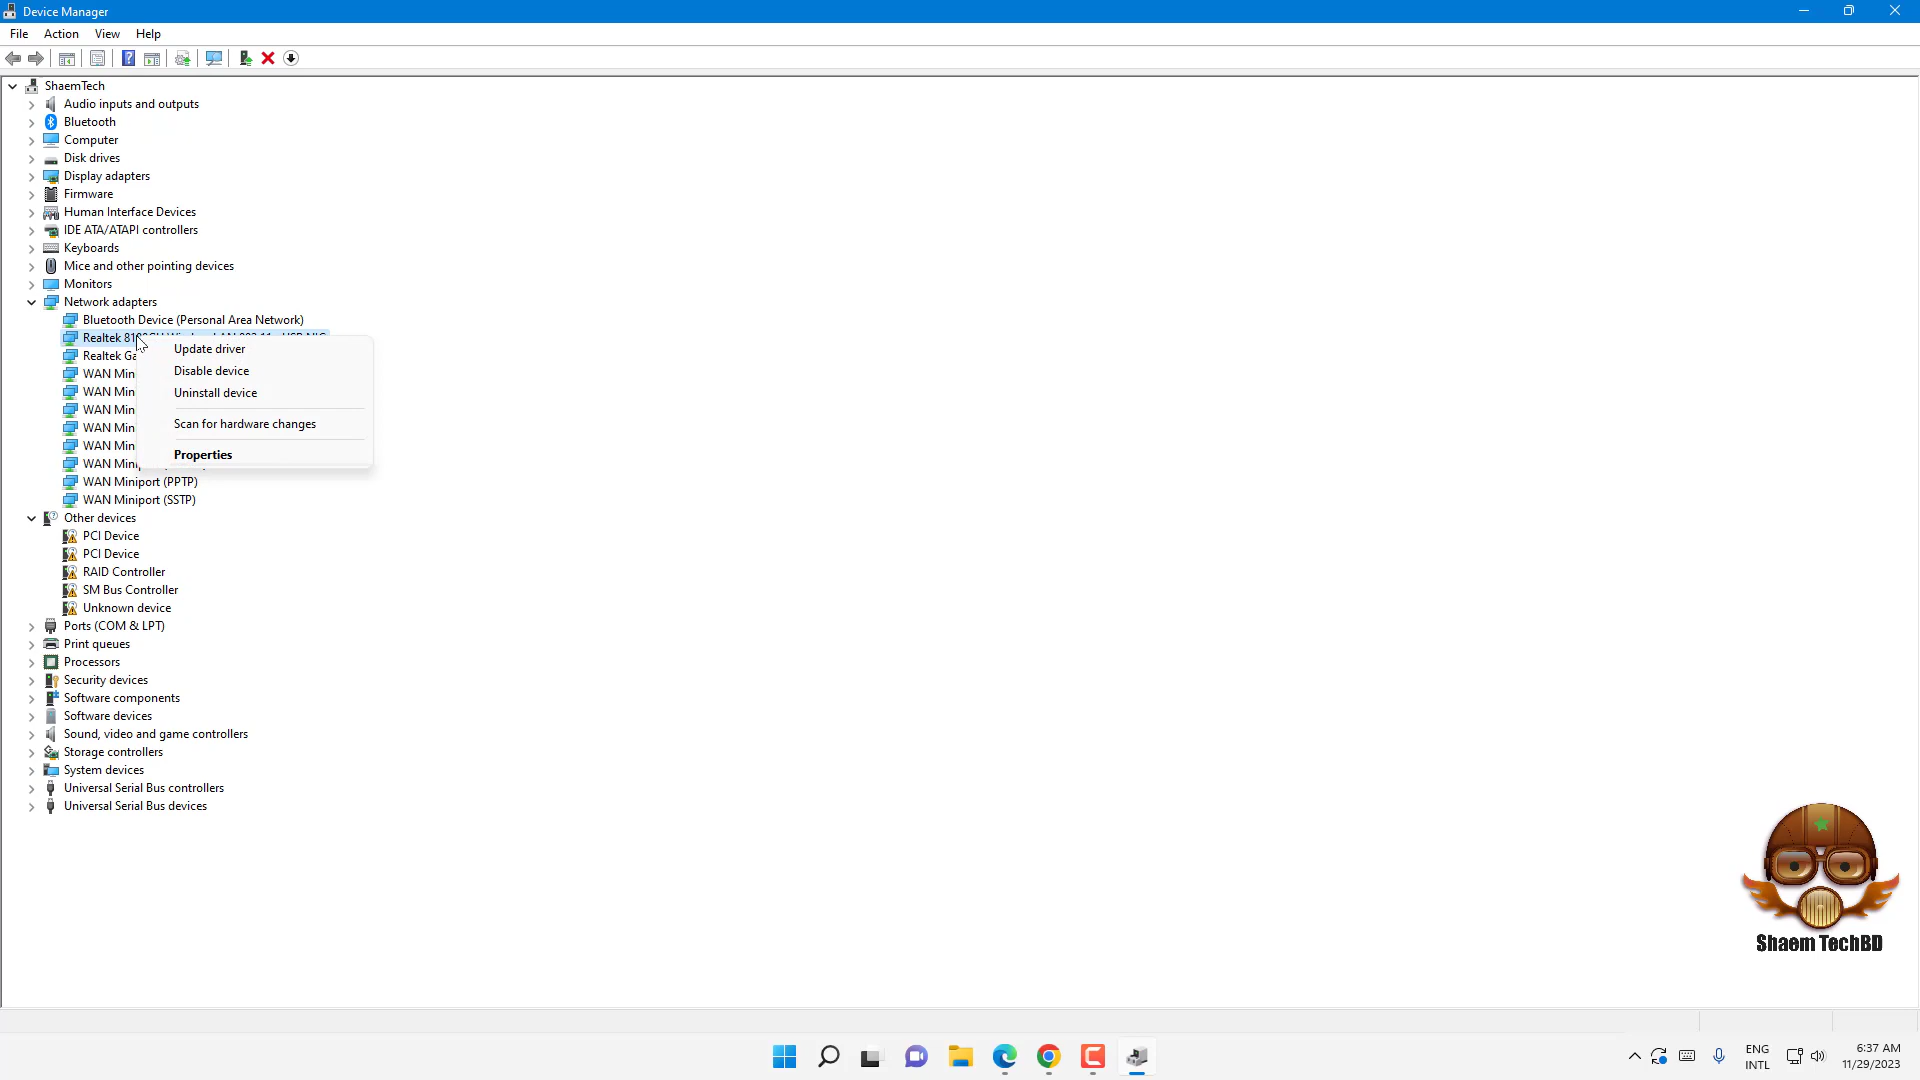 Device Manager
File Action View Help
ShaemTech
Audio inputs and outputs
Bluetooth
Computer
Disk drives
Display adapters
Firmware
Human Interface Devices
IDE ATA/ATAPI controllers
Keyboards
Mice and other pointing devices
Monitors
Network adapters
Bluetooth Device (Personal Area Network)
Realtek
Realtek Ga
WAN Min
WAN Min
WAN Min
WAN Min
WAN Min
WAN Minip
WAN Miniport (PPTP)
WAN Miniport (SSTP)
Update driver
Disable device
Uninstall device
Scan for hardware changes
Properties
Other devices
PCI Device
PCI Device
RAID Controller
SM Bus Controller
Unknown device
Ports (COM & LPT)
Print queues
Processors
Security devices
Software components
Software devices
Sound, video and game controllers
Storage controllers
System devices
Universal Serial Bus controllers
Universal Serial Bus devices
Shaem TechBD
ENG
INTL
6:37 AM
11/29/2023